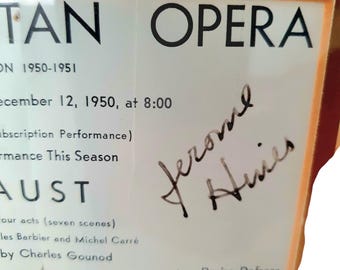 TAN OPERA
ON 1950-1951
ecember 12, 1950, at 8:00
ubscription Performance)
rmance This Season
AUST
our acts (seven scenes)
les Barbier and Michel Carré
by Charles Gounod
Jerome
Hines